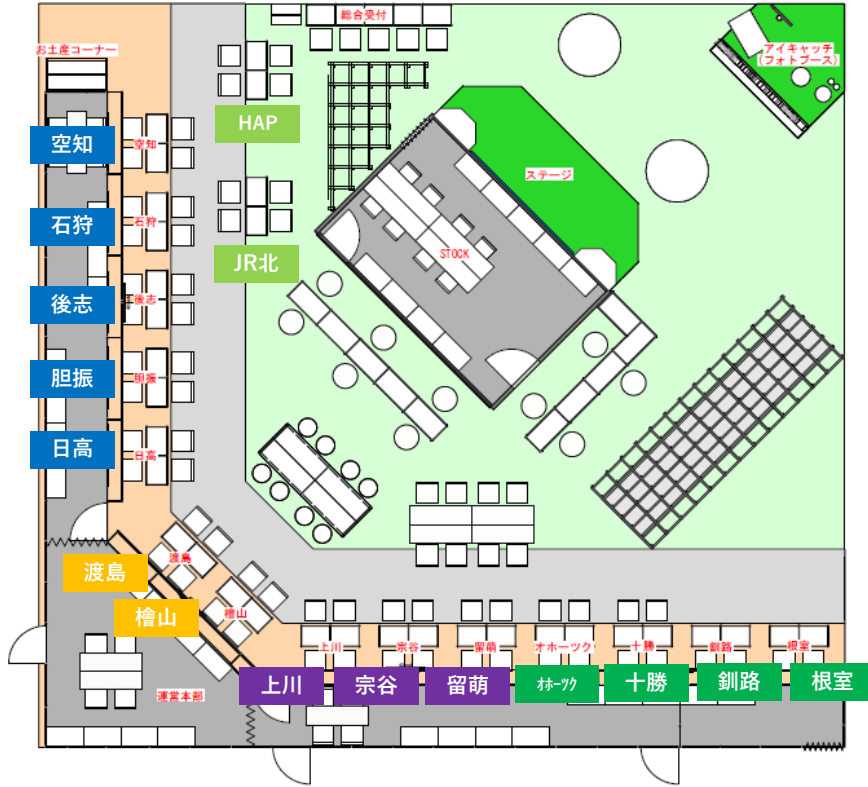 総合受付
お土産コーナー
アイキャッチ
(フォトブース)
HAP
空知
空知
ステージ
石狩
石狩
JR北
STOCK
後志
後志
胆振
胆振
日高
日高
渡島
渡島
檜山
檜山
上川
宗谷
留萌
オホーツク
十勝
釧路
根室
上川
宗谷
留萌
ｵﾎｰﾂｸ
十勝
釧路
根室
運営本部